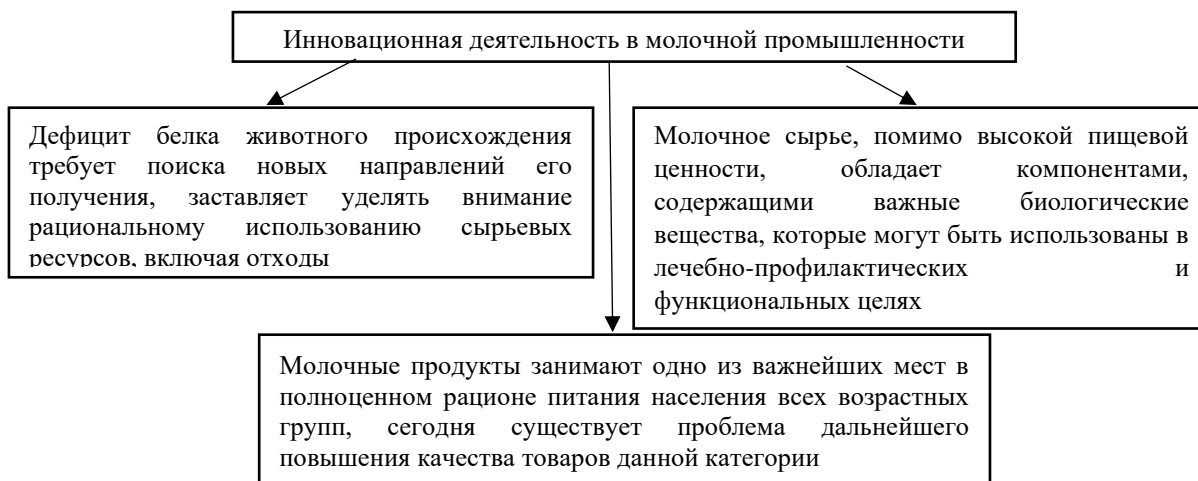 Инновационная деятельность в молочной промышленности
Дефицит белка животного происхождения
требует поиска новых направлений его
получения, заставляет уделять внимание
рациональному использованию сырьевых
ресурсов, включая отходы
Молочное сырье, помимо высокой пищевой
ценности, обладает компонентами,
содержащими важные биологические
вещества, которые могут быть использованы в
лечебно-профилактических и
функциональных целях
Молочные продукты занимают одно из важнейших мест в
полноценном рационе питания населения всех возрастных
групп, сегодня существует проблема дальнейшего
повышения качества товаров данной категории